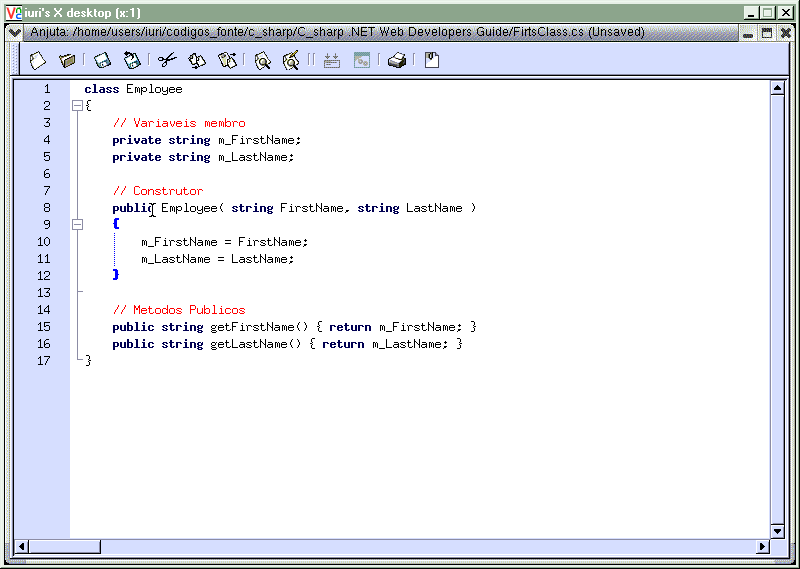 iuri's X desktop (x:1)
Anjuta: /home/users/iuri/codigos_fonte/c_sharp/C_sharp .NET Web Developers Guide/FirtsClass.cs (Unsaved)
1 class Employee
2 {
3 // Variaveis membro
4 private string m_FirstName;
5 private string m_LastName;
6
7 // Construtor
8 public Employee( string FirstName, string LastName )
9 {
10 m_FirstName = FirstName;
11 m_LastName = LastName;
12 }
13
14 // Metodos Publicos
15 public string getFirstName() { return m_FirstName; }
16 public string getLastName() { return m_LastName; }
17 }